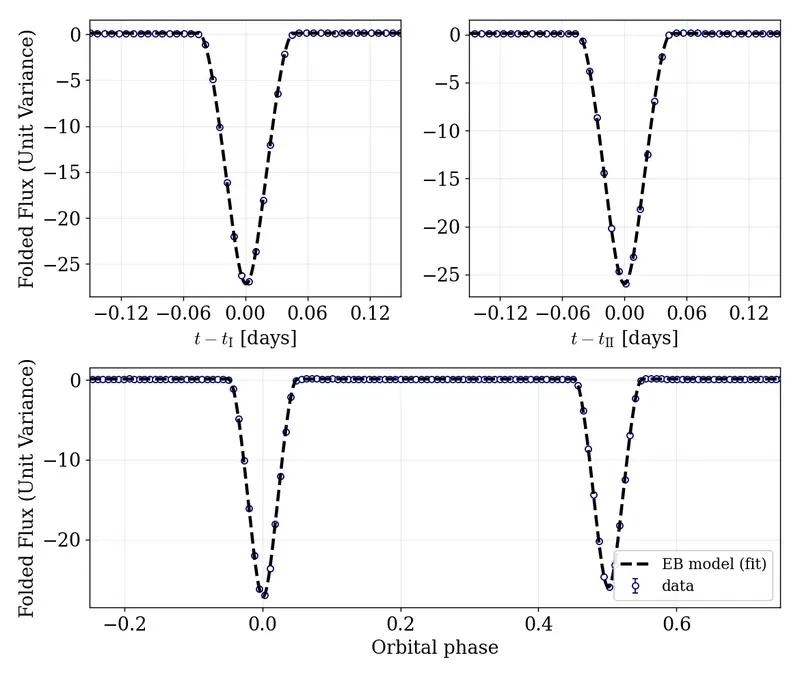 Folded Flux (Unit Variance)
0
−5
−10
−15
−20
−25
−0.12 −0.06 0.00 0.06 0.12
t − tI [days]
0
−5
−10
−15
−20
−25
−0.12 −0.06 0.00 0.06 0.12
t − tII [days]
Folded Flux (Unit Variance)
0
−10
−20
−0.2 0.0 0.2 0.4 0.6
Orbital phase
EB model (fit)
data